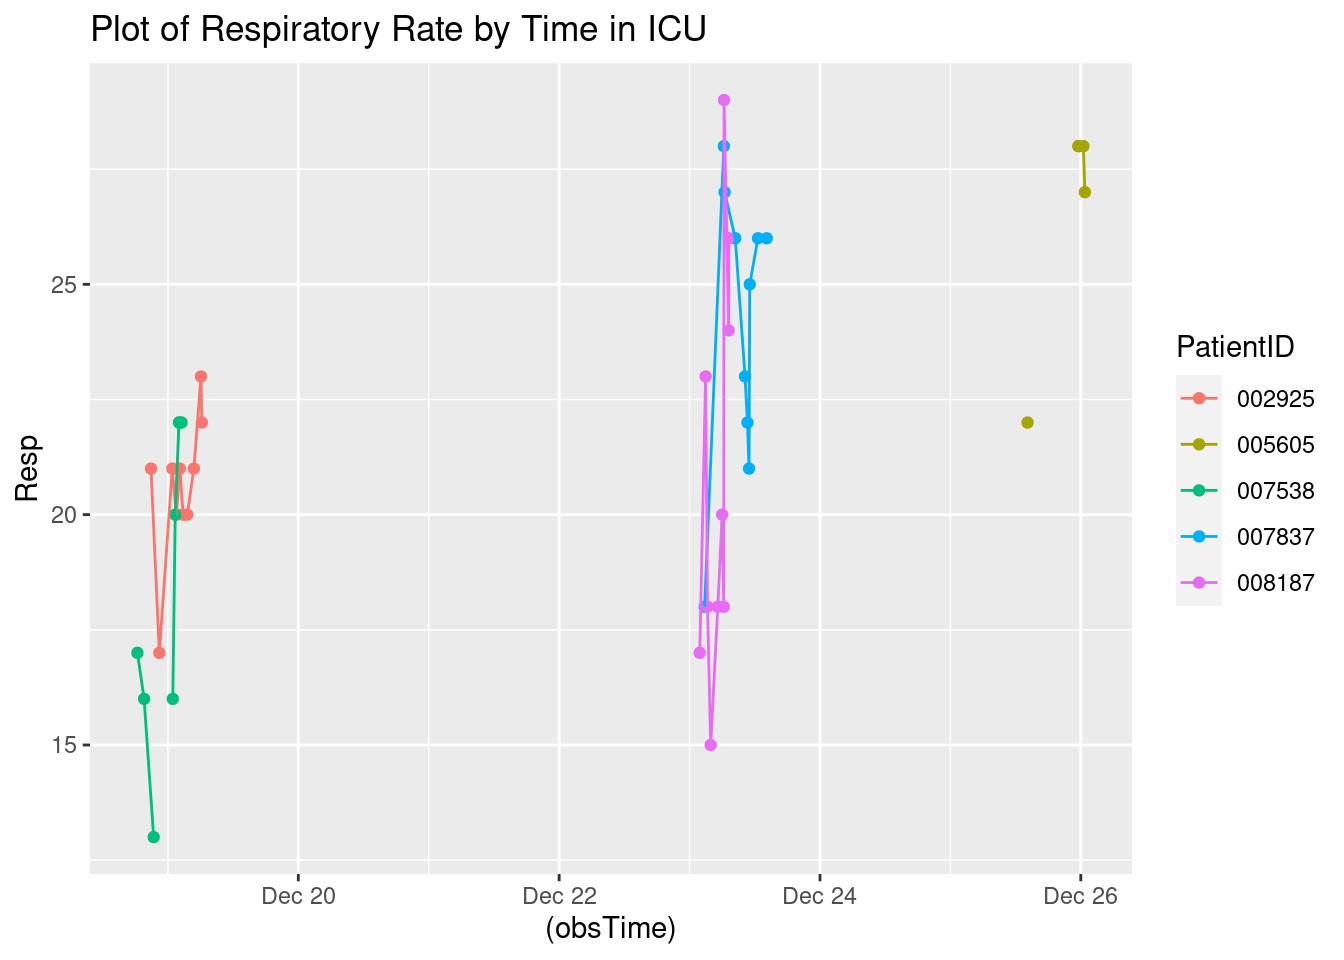 Plot of Respiratory Rate by Time in ICU
Resp
25
20
15
Dec 20
Dec 22
Dec 24
Dec 26
(obsTime)
PatientID
002925
005605
007538
007837
008187